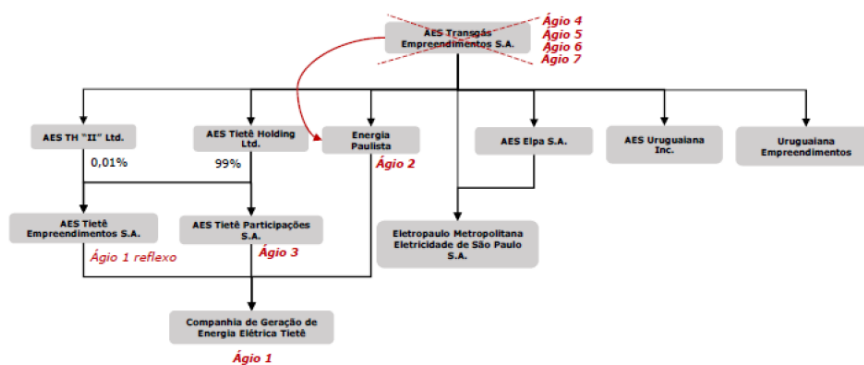 AES Transgás
Empreendimentos S.A.
Ágio 4
Ágio 5
Ágio 6
Ágio 7
AES TH "II" Ltd.
AES Tietê Holding
Ltd.
Energia
Paulista
AES Elpa S.A.
AES Uruguaiana
Inc.
Uruguaiana
Empreendimentos
0,01%
99%
Ágio 2
AES Tietê
Empreendimentos S.A.
AES Tietê Participações
S.A.
Eletropaulo Metropolitana
Eletricidade de São Paulo
S.A.
Ágio 1 reflexo
Ágio 3
Companhia de Geração de
Energia Elétrica Tietê
Ágio 1